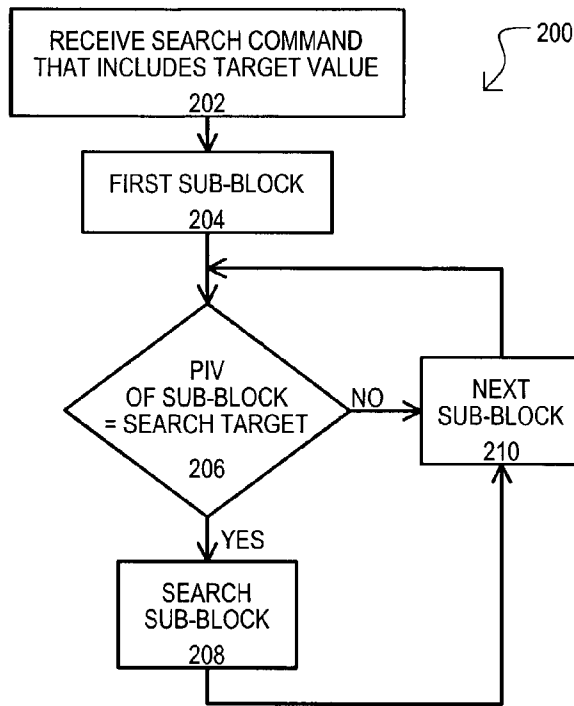 RECEIVE SEARCH COMMAND
THAT INCLUDES TARGET VALUE
202
200
FIRST SUB-BLOCK
204
PIV
OF SUB-BLOCK
= SEARCH TARGET
206
NO
NEXT
SUB-BLOCK
210
YES
SEARCH
SUB-BLOCK
208